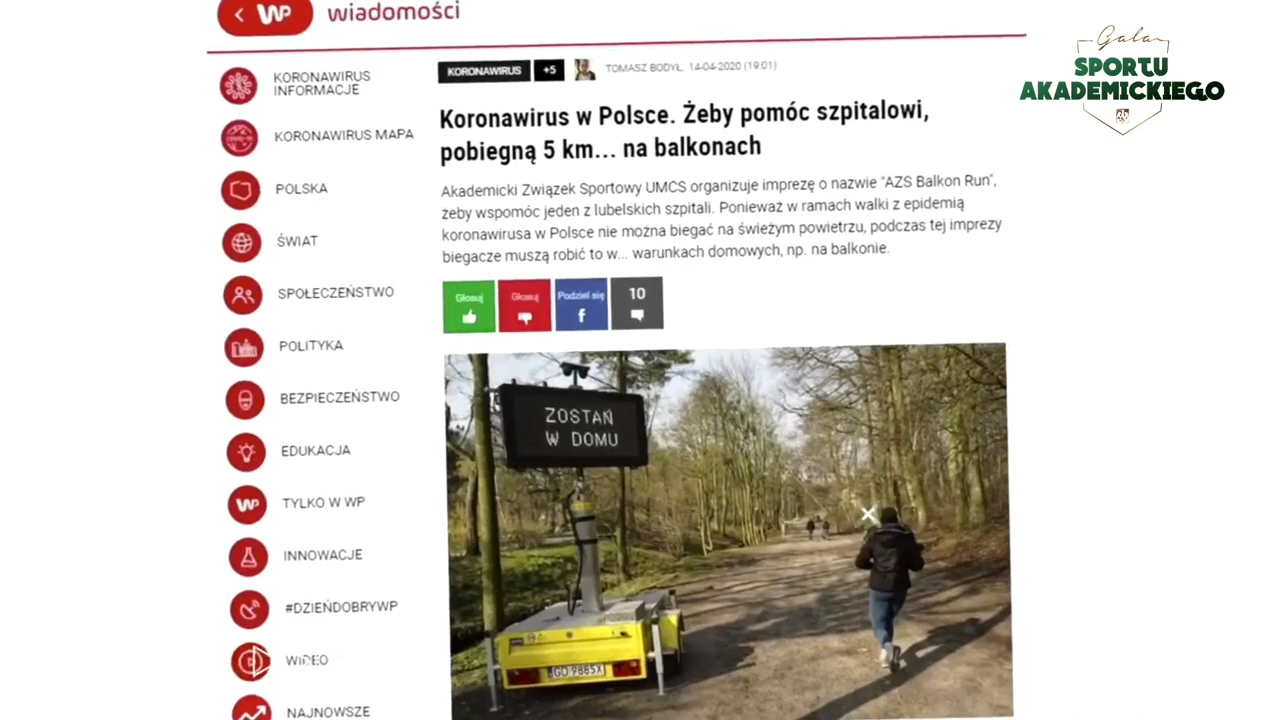 WP wiadomości
Gala
SPORTU
AKADEMICKIEGO
KORONAWIRUS
INFORMACJE
KORONAWIRUS MAPA
POLSKA
ŚWIAT
SPOŁECZEŃSTWO
POLITYKA
BEZPIECZEŃSTWO
EDUKACJA
WP TYLKO W WP
INNOWACJE
#DZIEŃDOBRYWP
WIDEO
NAJNOWSZE
KORONAWIRUS +5 TOMASZ BODYŁ, 14-04-2020 (19:01)
Koronawirus w Polsce. Żeby pomóc szpitalowi,
pobiegną 5 km... na balkonach
Akademicki Związek Sportowy UMCS organizuje imprezę o nazwie "AZS Balkon Run",
żeby wspomóc jeden z lubelskich szpitali. Ponieważ w ramach walki z epidemią
koronawirusa w Polsce nie można biegać na świeżym powietrzu, podczas tej imprezy
biegacze muszą robić to w... warunkach domowych, np. na balkonie.
Głosuj Głosuj Podziel się 10
ZOSTAŃ
W DOMU
GD 9885X